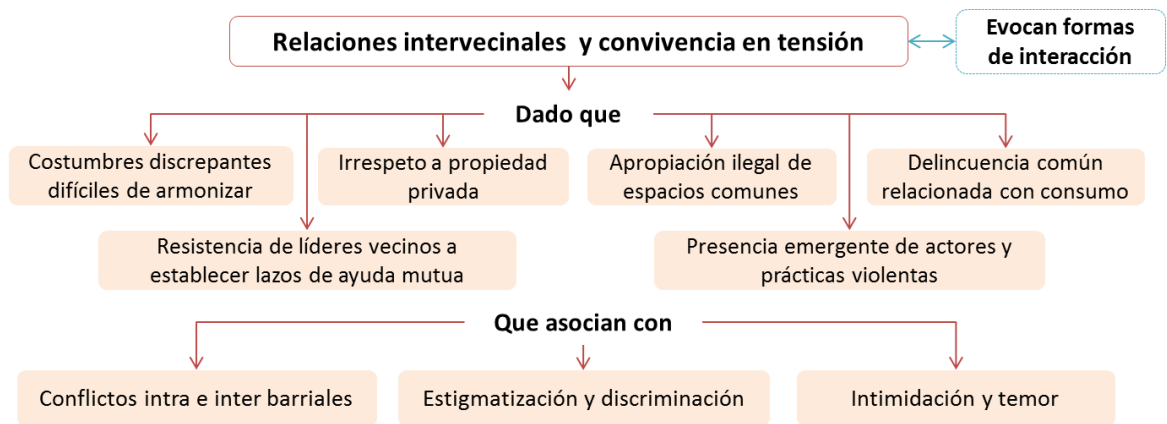 Relaciones intervecinales y convivencia en tensión
Evocan formas
de interacción
Dado que
Costumbres discrepantes
difíciles de armonizar
Irrespeto a propiedad
privada
Apropiación ilegal de
espacios comunes
Delincuencia común
relacionada con consumo
Resistencia de líderes vecinos a
establecer lazos de ayuda mutua
Presencia emergente de actores y
prácticas violentas
Que asocian con
Conflictos intra e inter barriales
Estigmatización y discriminación
Intimidación y temor